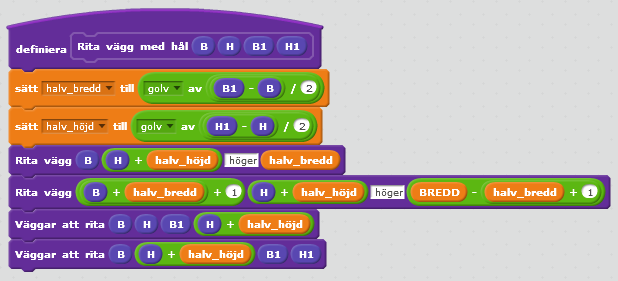 definiera Rita vägg med hål B H B1 H1
sätt halv_bredd till golv av B1 - B / 2
sätt halv_höjd till golv av H1 - H / 2
Rita vägg B H + halv_höjd höger halv_bredd
Rita vägg B + halv_bredd + 1 H + halv_höjd höger BREDD - halv_bredd + 1
Väggar att rita B H B1 H + halv_höjd
Väggar att rita B H + halv_höjd B1 H1